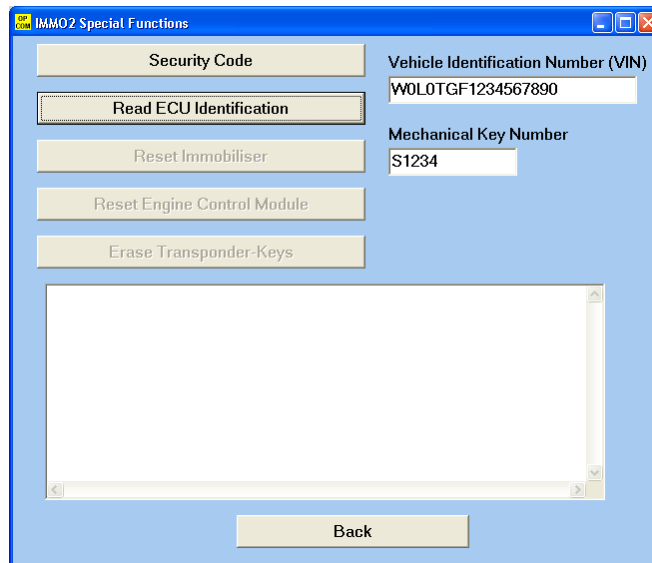 OP COM IMMO2 Special Functions
Security Code
Read ECU Identification
Reset Immobiliser
Reset Engine Control Module
Erase Transponder-Keys
Vehicle Identification Number (VIN)
W0L0TGF1234567890
Mechanical Key Number
S1234
Back